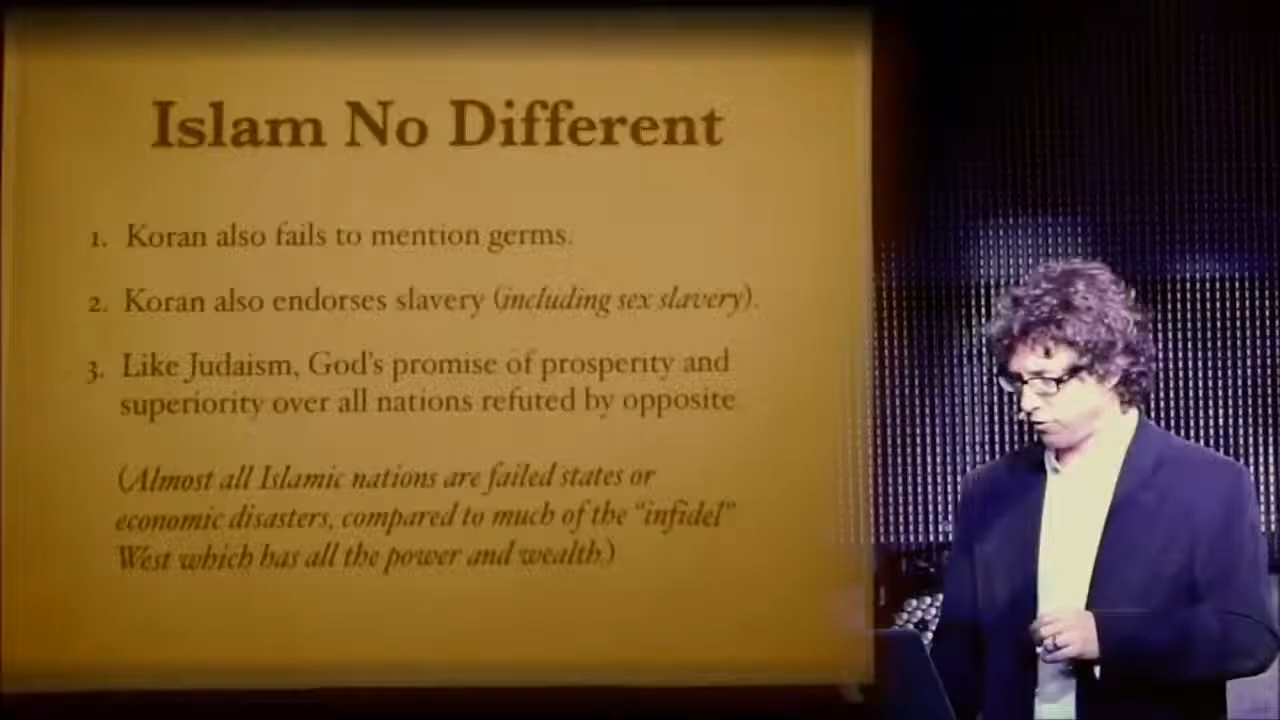 Islam No Different
1. Koran also fails to mention germs.
2. Koran also endorses slavery (including sex slavery).
3. Like Judaism, God's promise of prosperity and
superiority over all nations refuted by opposite
(Almost all Islamic nations are failed states or
economic disasters, compared to much of the "infidel"
West which has all the power and wealth.)